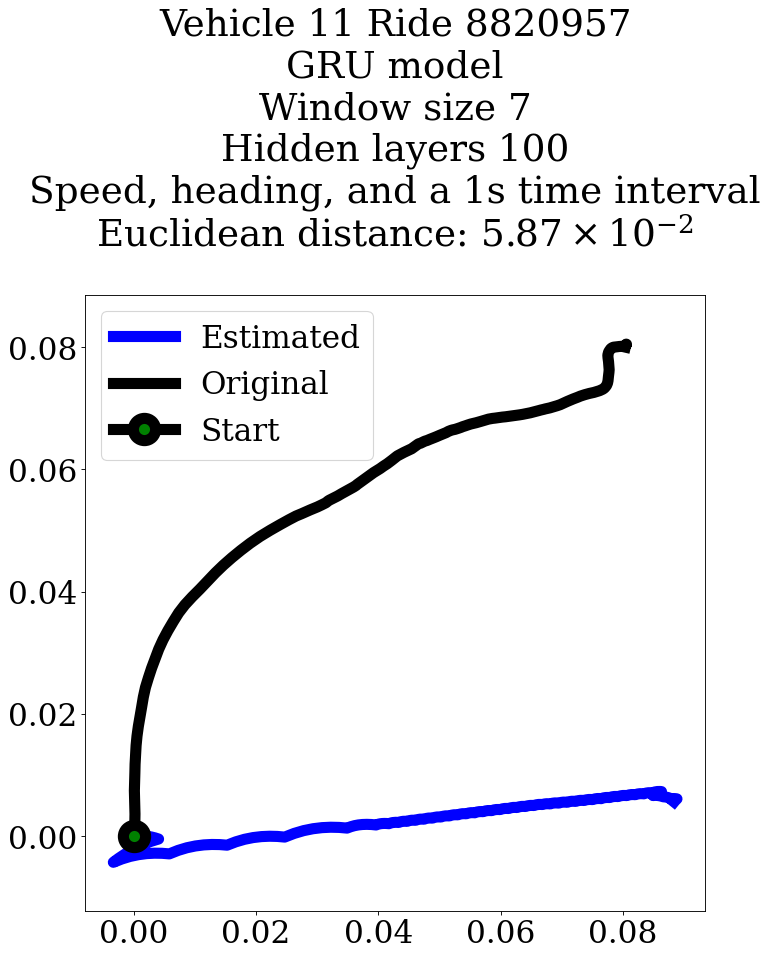 Vehicle 11 Ride 8820957
GRU model
Window size 7
Hidden layers 100
Speed, heading, and a 1s time interval
Euclidean distance: 5.87 × 10⁻²
Estimated
Original
Start
0.08
0.06
0.04
0.02
0.00
0.00 0.02 0.04 0.06 0.08